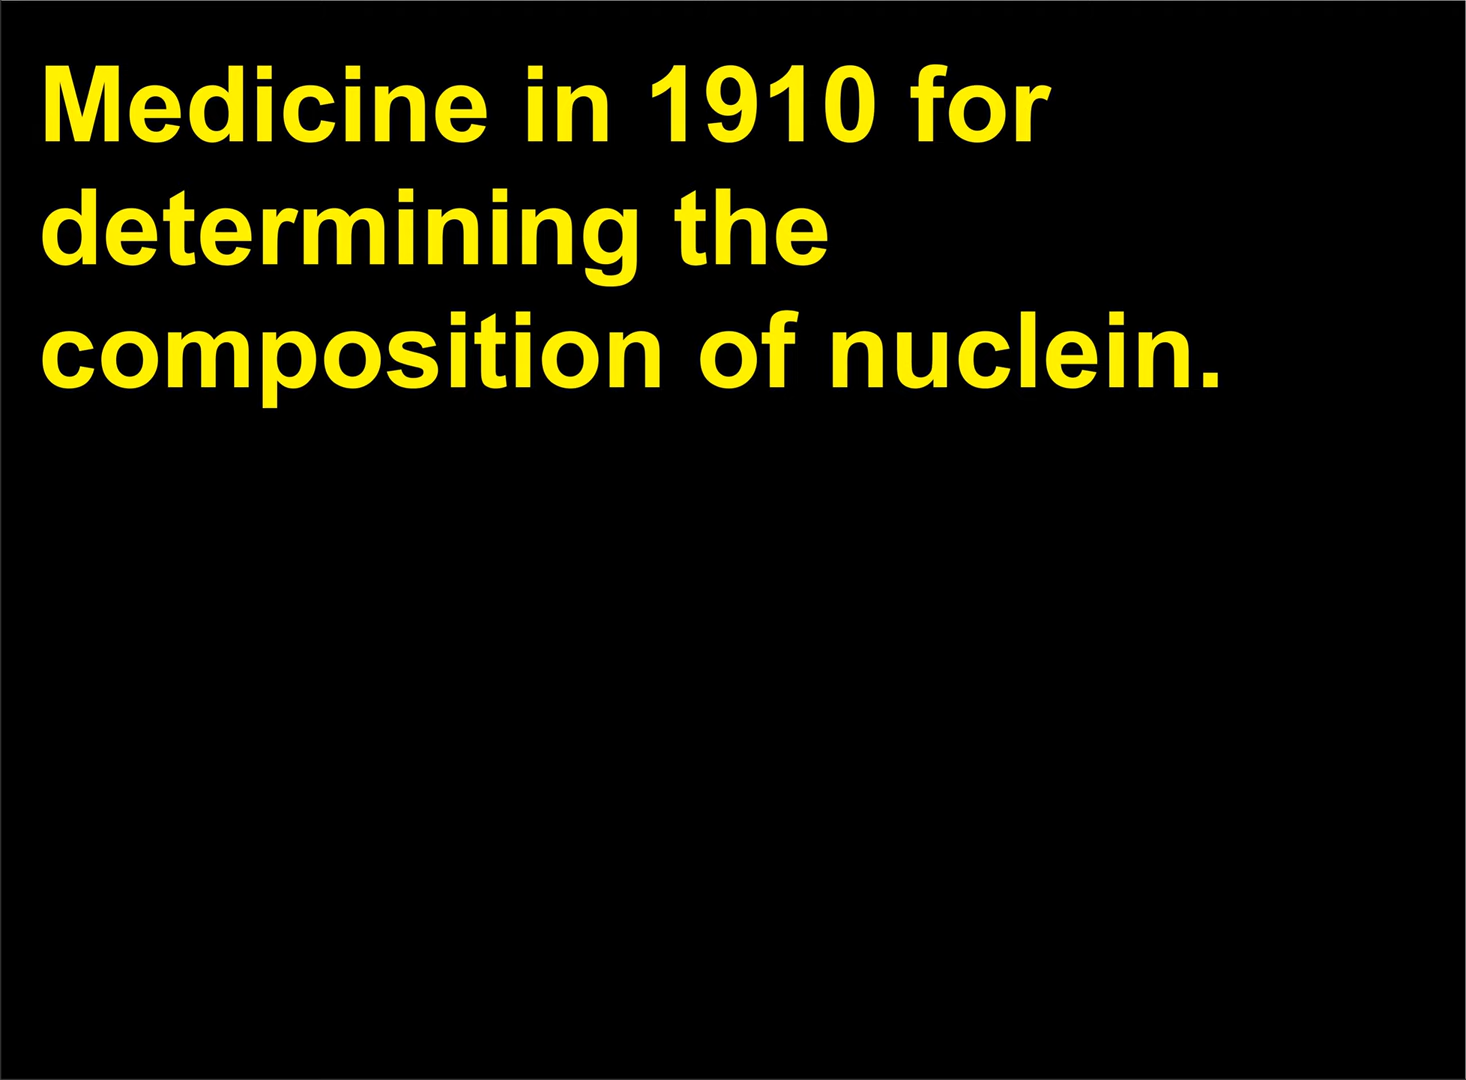 Medicine in 1910 for
determining the
composition of nuclein.